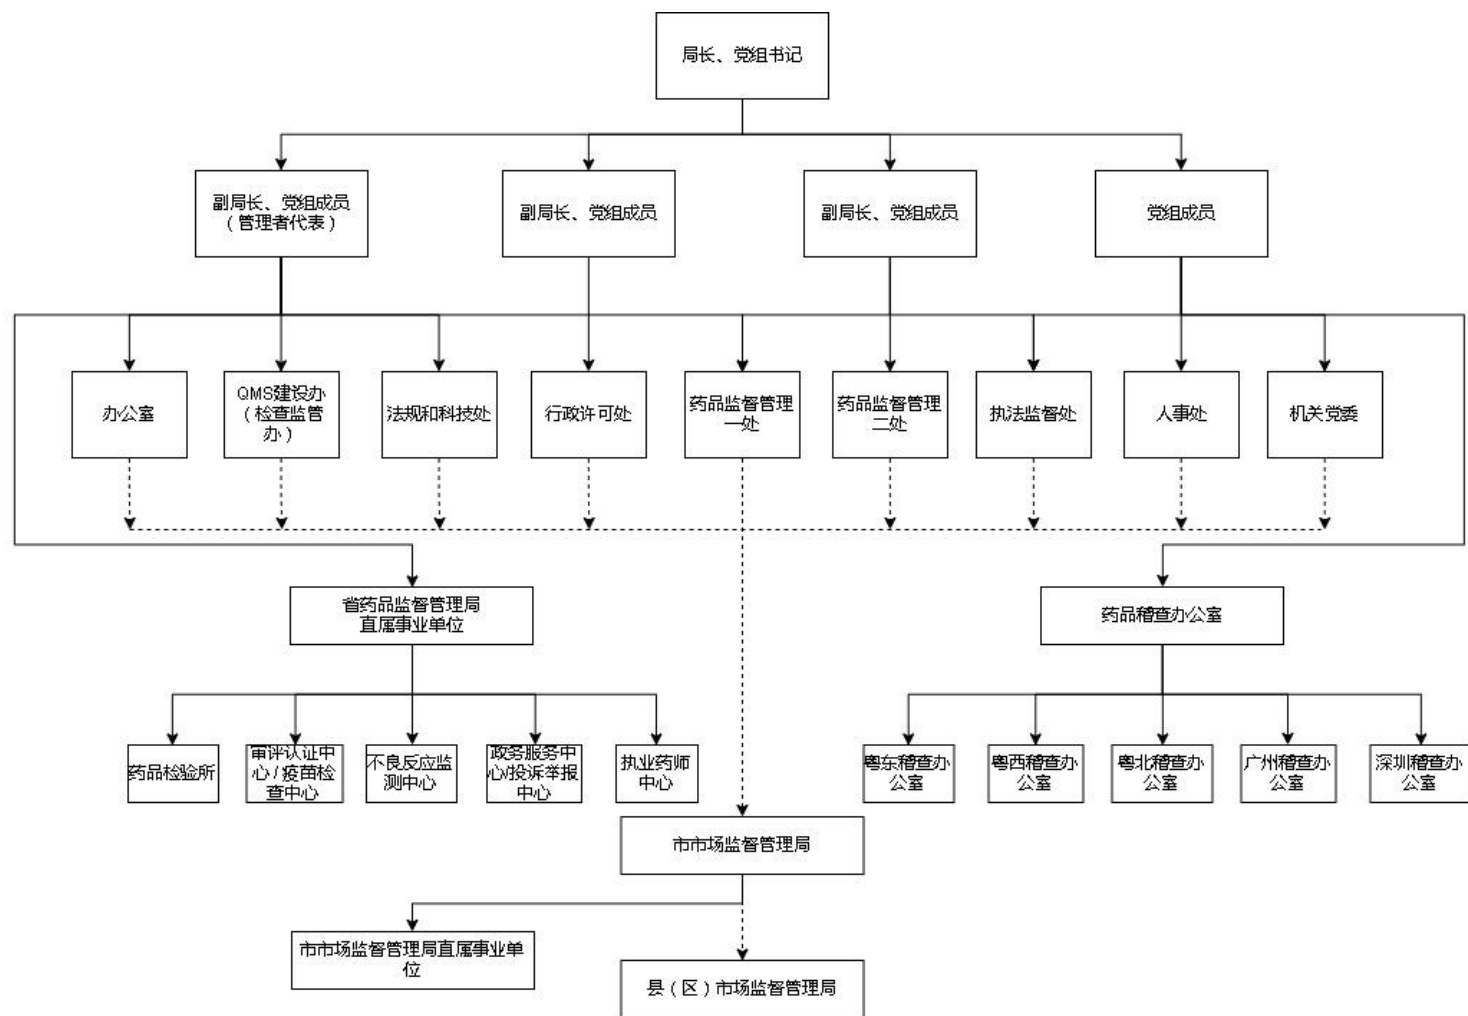 局长、党组书记
副局长、党组成员
（管理者代表）
副局长、党组成员
副局长、党组成员
党组成员
办公室
QMS建设办
（检查监管
办）
法规和科技处
行政许可处
药品监督管理
一处
药品监督管理
二处
执法监督处
人事处
机关党委
省药品监督管理局
直属事业单位
药品稽查办公室
药品检验所
审评认证中
心/疫苗检
查中心
不良反应监
测中心
政务服务中
心/投诉举报
中心
执业药师
中心
粤东稽查办
公室
粤西稽查办
公室
粤北稽查办
公室
广州稽查办
公室
深圳稽查办
公室
市市场监督管理局
市市场监督管理局直属事业单
位
县（区）市场监督管理局